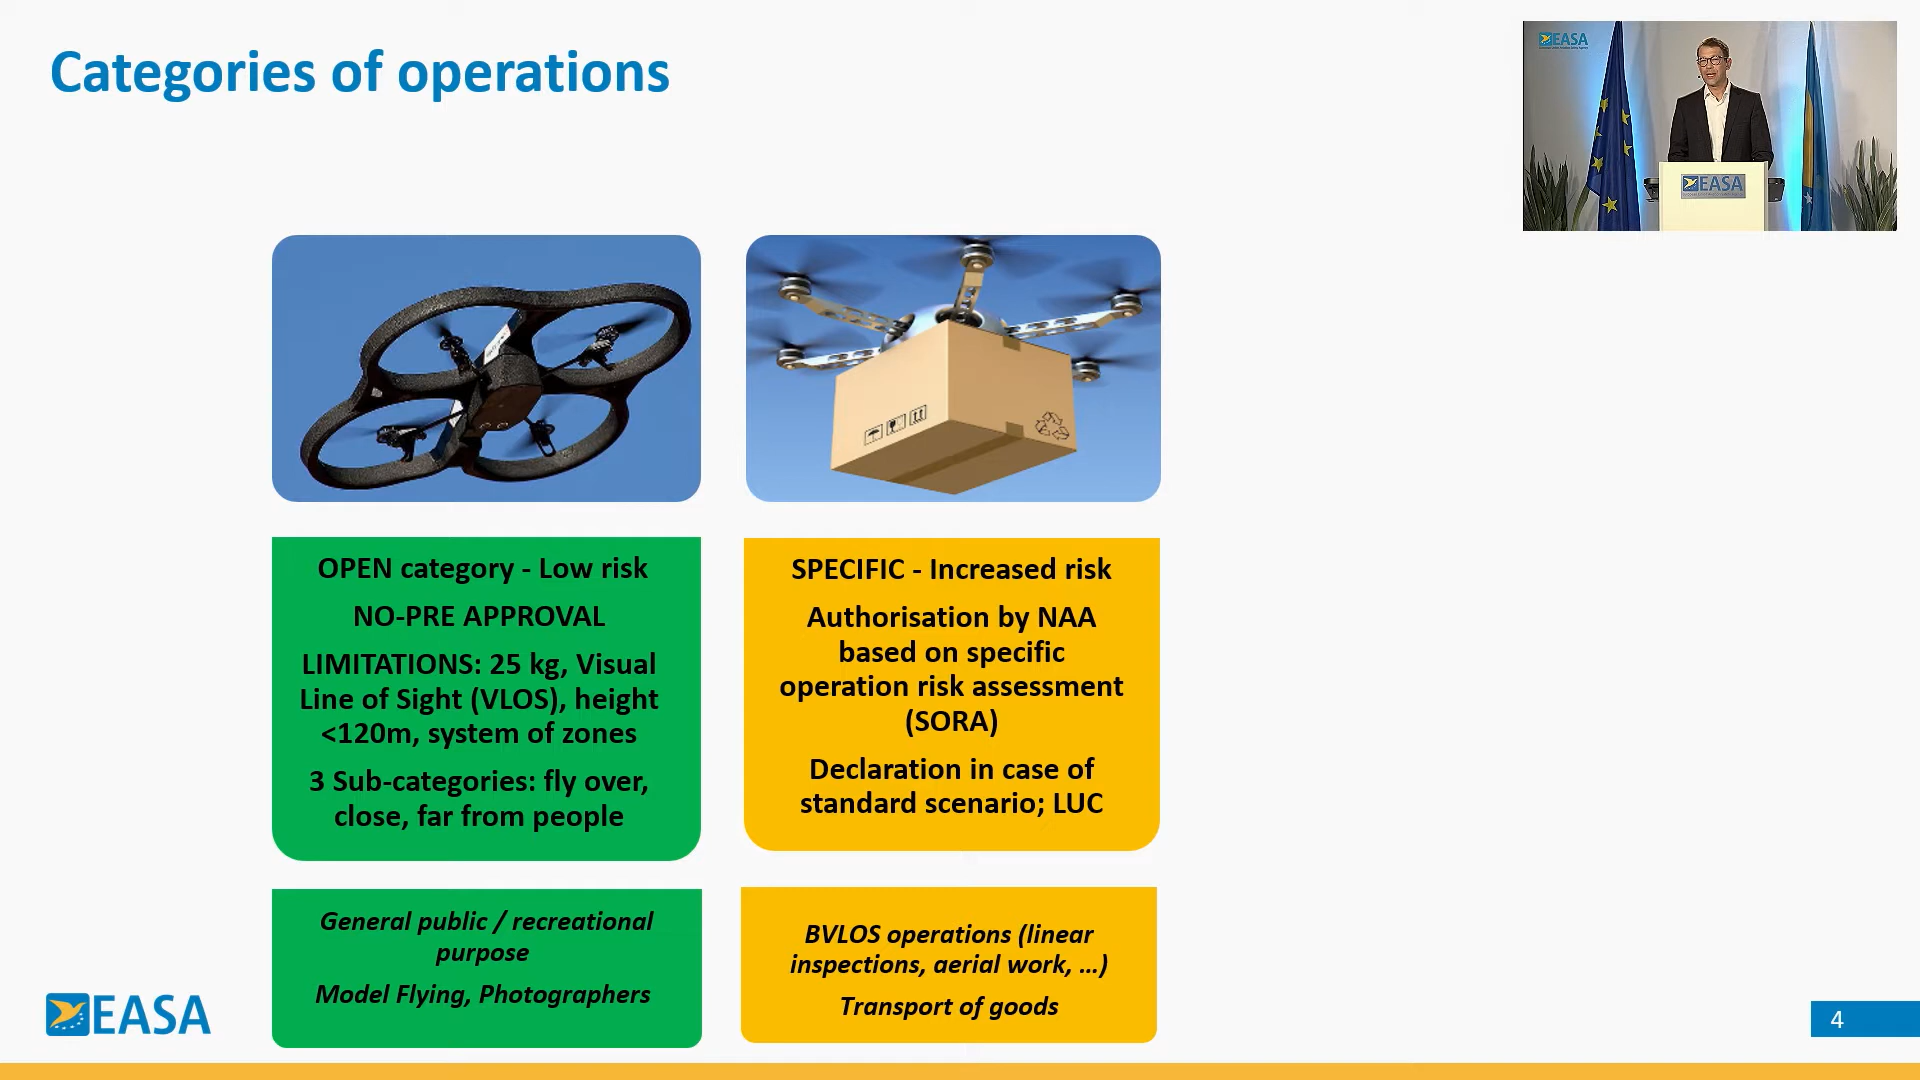 Categories of operations
EASA
EASA
OPEN category - Low risk
NO-PRE APPROVAL
LIMITATIONS: 25 kg, Visual
Line of Sight (VLOS), height
<120m, system of zones
3 Sub-categories: fly over,
close, far from people
SPECIFIC - Increased risk
Authorisation by NAA
based on specific
operation risk assessment
(SORA)
Declaration in case of
standard scenario; LUC
General public / recreational
purpose
Model Flying, Photographers
BVLOS operations (linear
inspections, aerial work, ...)
Transport of goods
EASA
4